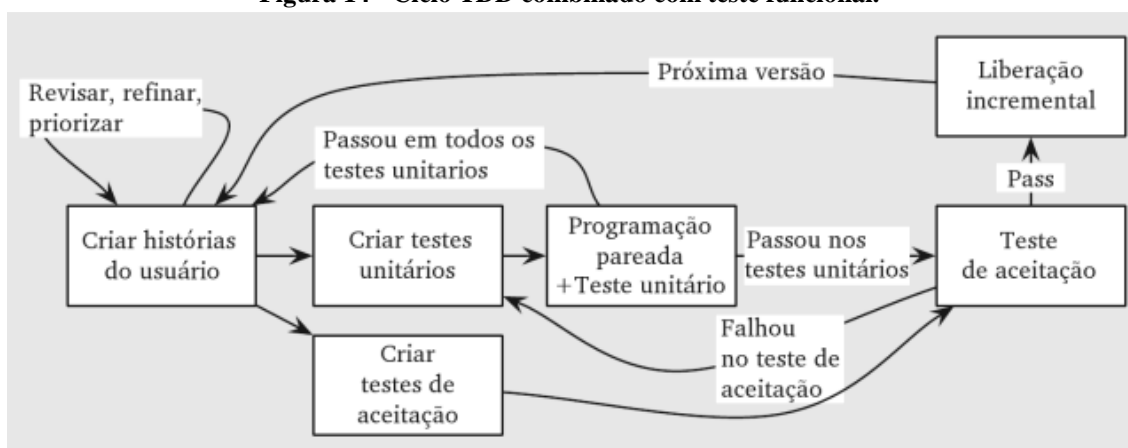 Figura 14 - Ciclo TDD combinado com teste funcional.
Próxima versão
Liberação
incremental
Revisar, refinar,
priorizar
Passou em todos os
testes unitarios
Pass
Criar histórias
do usuário
Criar testes
unitários
Programação
pareada
+Teste unitário
Passou nos
testes unitários
Teste
de aceitação
Falhou
no teste de
aceitação
Criar
testes de
aceitação